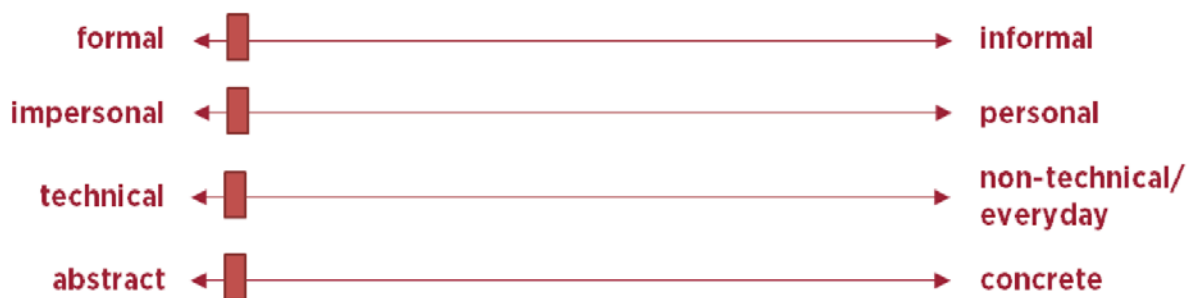 formal informal
impersonal personal
technical non-technical/
everyday
abstract concrete